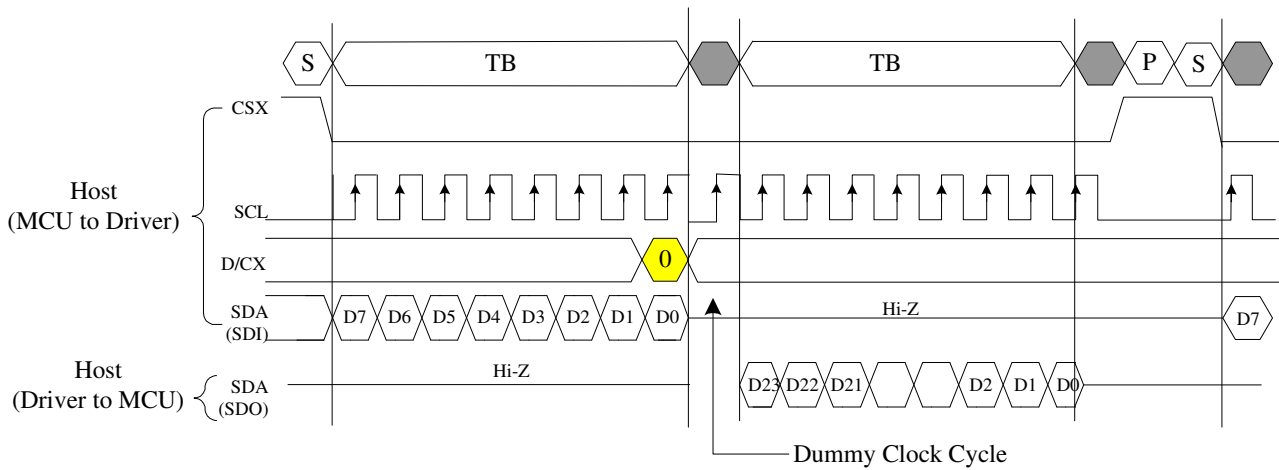 S TB TB P S
CSX
Host
(MCU to Driver)
SCL
D/CX 0
SDA
(SDI)
D7 D6 D5 D4 D3 D2 D1 D0 Hi-Z D7
Host
(Driver to MCU)
SDA
(SDO)
Hi-Z D23 D22 D21 D2 D1 D0
Dummy Clock Cycle